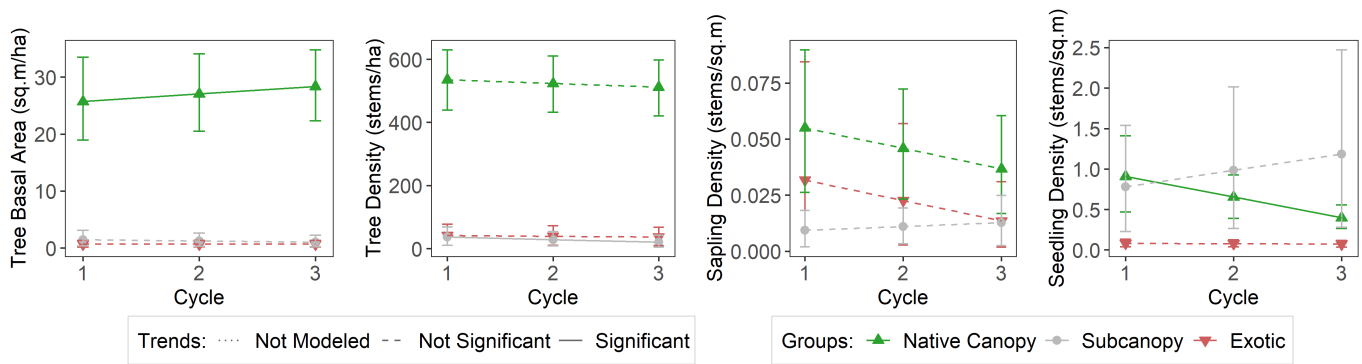 Tree Basal Area (sq.m/ha)
30
20
10
0
1 2 3
Cycle
Tree Density (stems/ha)
600
400
200
0
1 2 3
Cycle
Sapling Density (stems/sq.m)
0.075
0.050
0.025
0.000
1 2 3
Cycle
Seedling Density (stems/sq.m)
2.5
2.0
1.5
1.0
0.5
0.0
1 2 3
Cycle
Trends: Not Modeled Not Significant Significant
Groups: Native Canopy Subcanopy Exotic